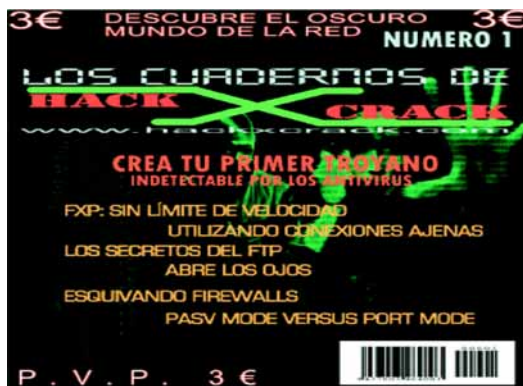 3€ DESCUBRE EL OSCURO 3€
MUNDO DE LA RED
NUMERO 1
LOS CUADERNOS DE
HACK X CRACK
www.hackxcrack.com
CREA TU PRIMER TROYANO
INDETECTABLE POR LOS ANTIVIRUS
FXP: SIN LÍMITE DE VELOCIDAD
UTILIZANDO CONEXIONES AJENAS
LOS SECRETOS DEL FTP
ABRE LOS OJOS
ESQUIVANDO FIREWALLS
PASV MODE VERSUS PORT MODE
P.V.P. 3€